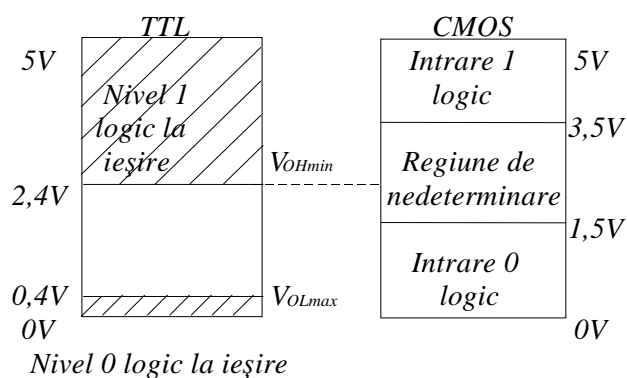 TTL
5V
Nivel 1
logic la
ieşire
VOHmin
2,4V
0,4V
VOLmax
0V
Nivel 0 logic la ieşire
CMOS
Intrare 1
logic
5V
3,5V
Regiune de
nedeterminare
1,5V
Intrare 0
logic
0V